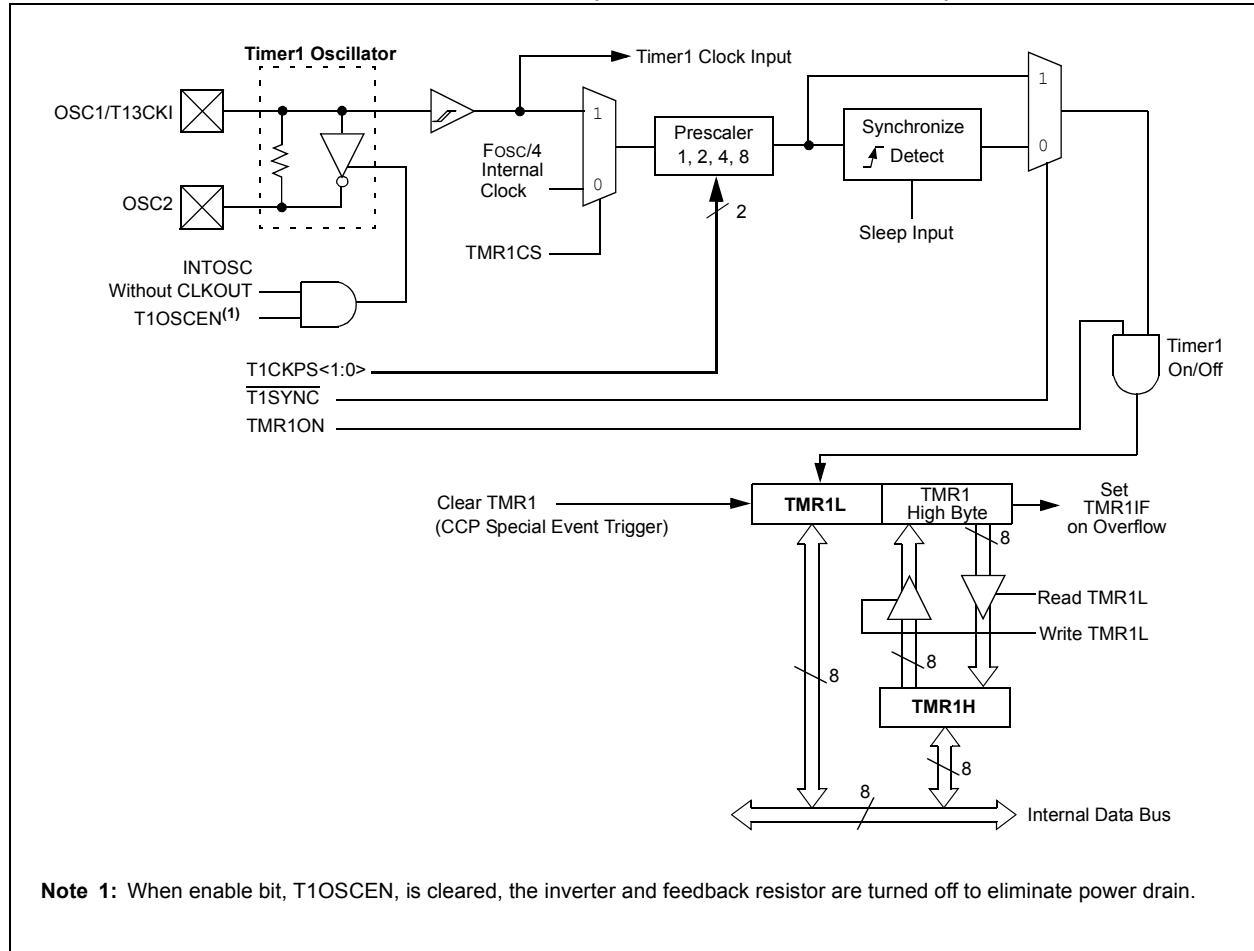 Timer1 Oscillator
Timer1 Clock Input
OSC1/T13CKI
OSC2
1
0
FOSC/4
Internal
Clock
TMR1CS
Prescaler
1, 2, 4, 8
2
Synchronize
Detect
Sleep Input
1
0
INTOSC
Without CLKOUT
T1OSCEN(1)
T1CKPS<1:0>
T1SYNC
TMR1ON
Timer1
On/Off
Clear TMR1
(CCP Special Event Trigger)
TMR1L
TMR1
High Byte
Set
TMR1IF
on Overflow
8
Read TMR1L
Write TMR1L
8
8
TMR1H
8
8
Internal Data Bus
Note 1: When enable bit, T1OSCEN, is cleared, the inverter and feedback resistor are turned off to eliminate power drain.